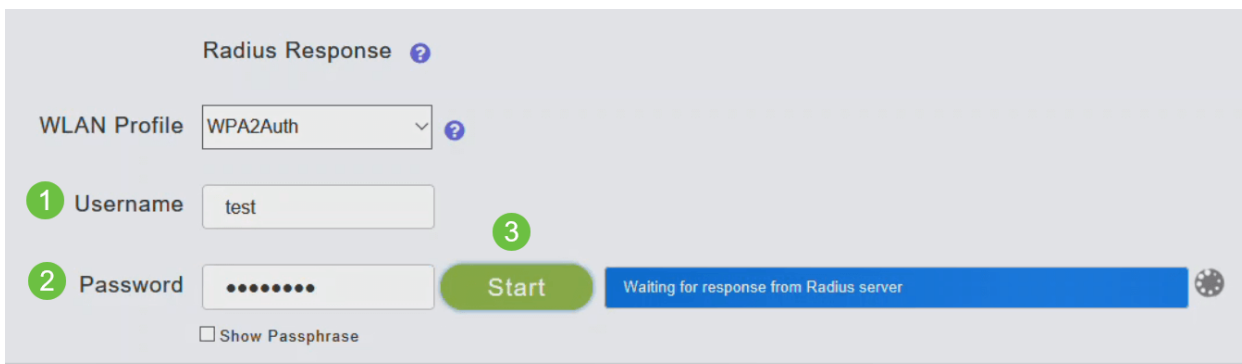 Radius Response ?
WLAN Profile WPA2Auth ?
1 Username test
3
2 Password •••••••• Start Waiting for response from Radius server
Show Passphrase